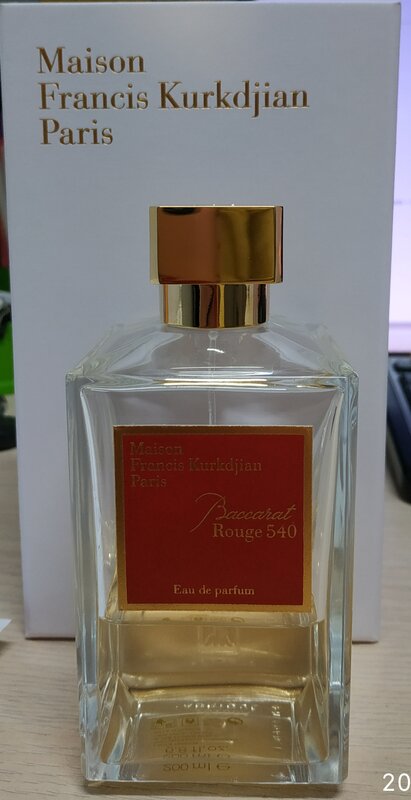 Maison
Francis Kurkdjian
Paris
Maison
Francis Kurkdjian
Paris
Baccarat
Rouge 540
Eau de parfum
200 ml e
20